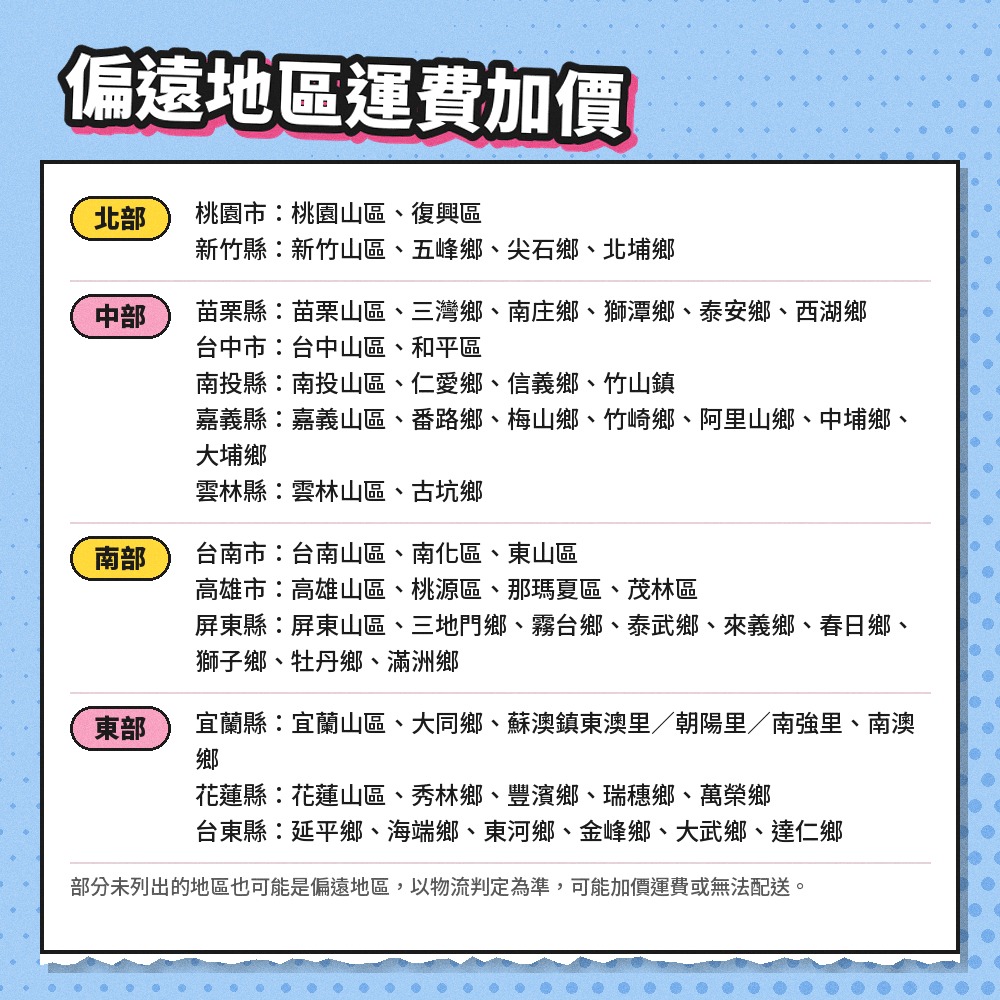 偏遠地區運費加價
北部
桃園市：桃園山區、復興區
新竹縣：新竹山區、五峰鄉、尖石鄉、北埔鄉
中部
苗栗縣：苗栗山區、三灣鄉、南庄鄉、獅潭鄉、泰安鄉、西湖鄉
台中市：台中山區、和平區
南投縣：南投山區、仁愛鄉、信義鄉、竹山鎮
嘉義縣：嘉義山區、番路鄉、梅山鄉、竹崎鄉、阿里山鄉、中埔鄉、
大埔鄉
雲林縣：雲林山區、古坑鄉
南部
台南市：台南山區、南化區、東山區
高雄市：高雄山區、桃源區、那瑪夏區、茂林區
屏東縣：屏東山區、三地門鄉、霧台鄉、泰武鄉、來義鄉、春日鄉、
獅子鄉、牡丹鄉、滿洲鄉
東部
宜蘭縣：宜蘭山區、大同鄉、蘇澳鎮東澳里／朝陽里／南強里、南澳
鄉
花蓮縣：花蓮山區、秀林鄉、豐濱鄉、瑞穗鄉、萬榮鄉
台東縣：延平鄉、海端鄉、東河鄉、金峰鄉、大武鄉、達仁鄉
部分未列出的地區也可能是偏遠地區，以物流判定為準，可能加價運費或無法配送。